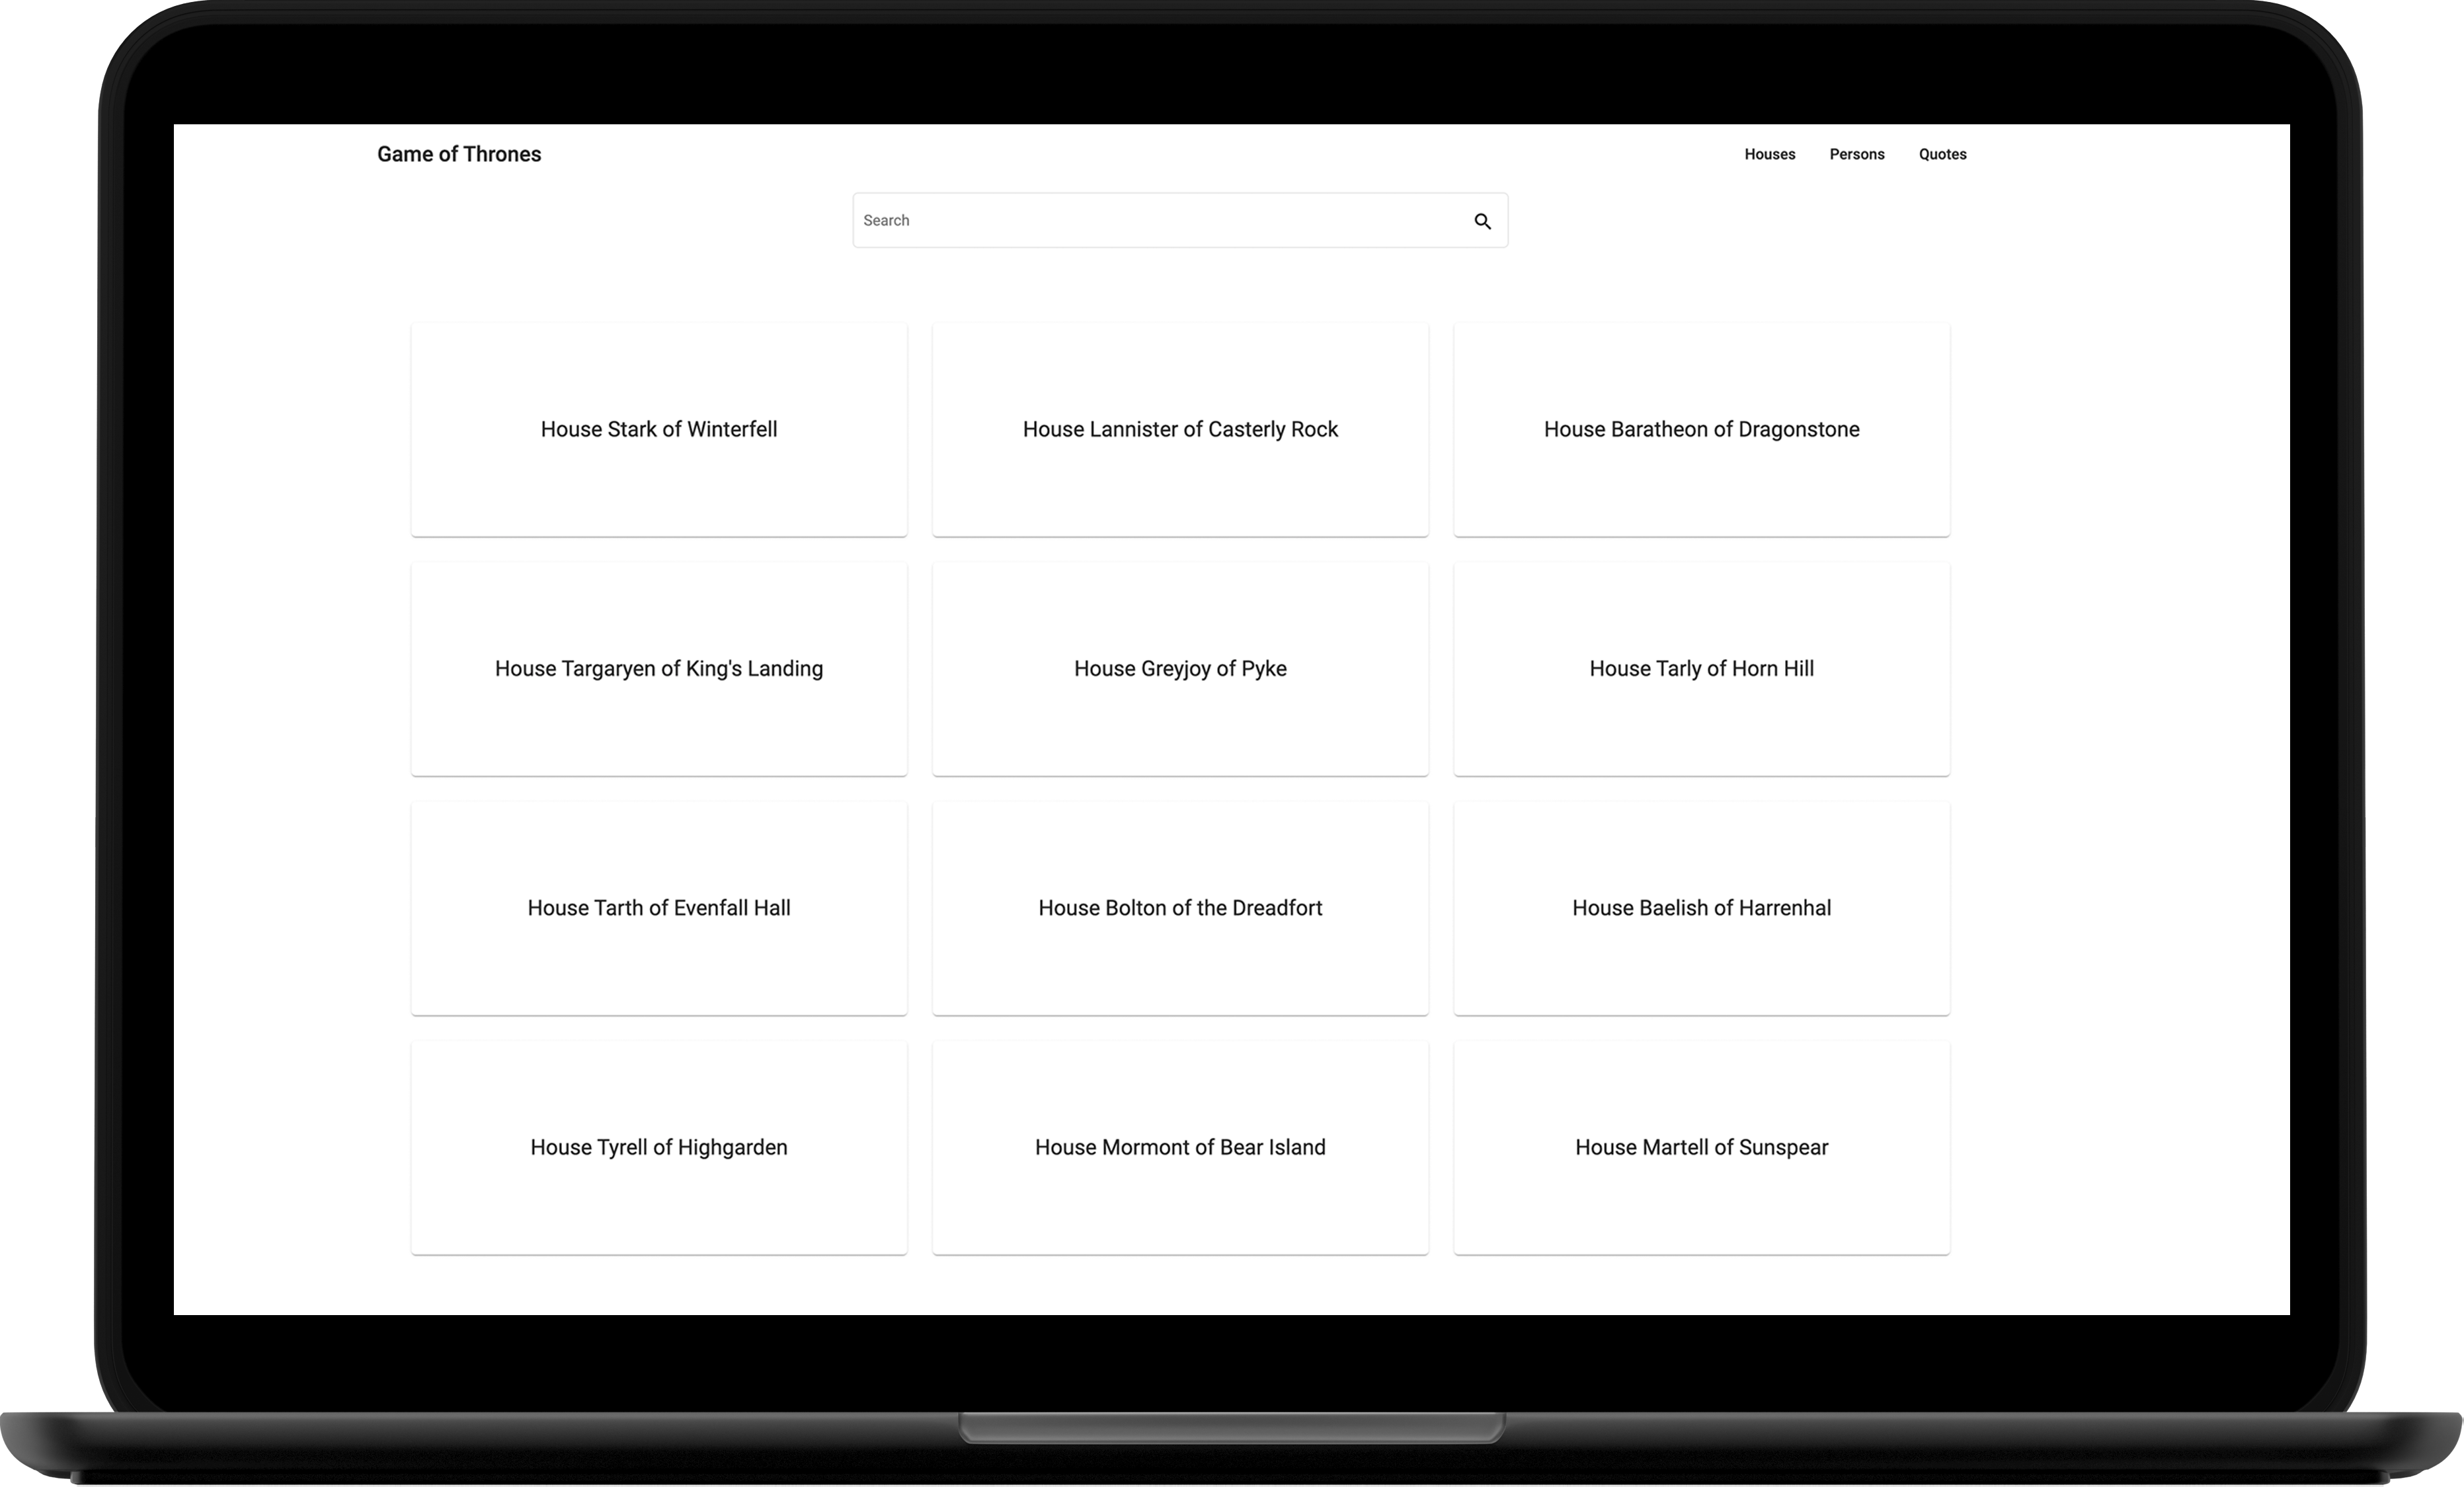 Game of Thrones
Houses Persons Quotes
Search
House Stark of Winterfell
House Lannister of Casterly Rock
House Baratheon of Dragonstone
House Targaryen of King's Landing
House Greyjoy of Pyke
House Tarly of Horn Hill
House Tarth of Evenfall Hall
House Bolton of the Dreadfort
House Baelish of Harrenhal
House Tyrell of Highgarden
House Mormont of Bear Island
House Martell of Sunspear